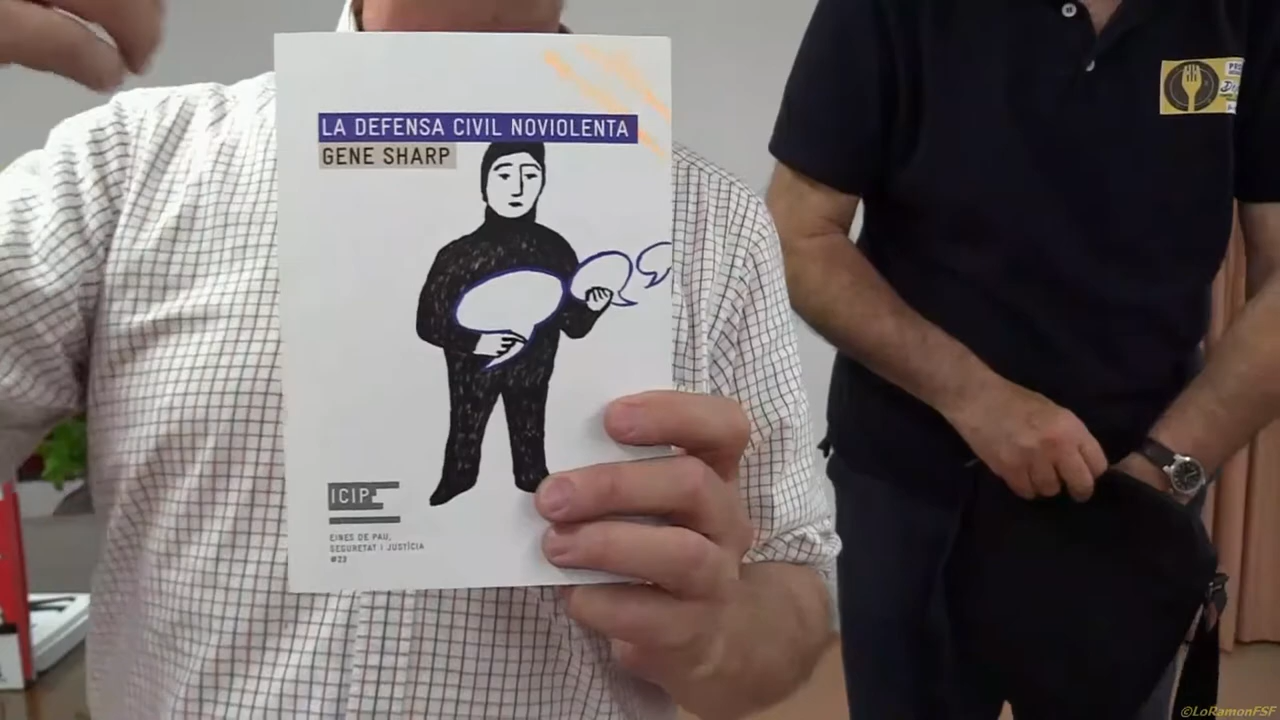 LA DEFENSA CIVIL NOVIOLENTA
GENE SHARP
ICIP
EINES DE PAU,
SEGURETAT I JUSTÍCIA
#23
©LoRamonFSF